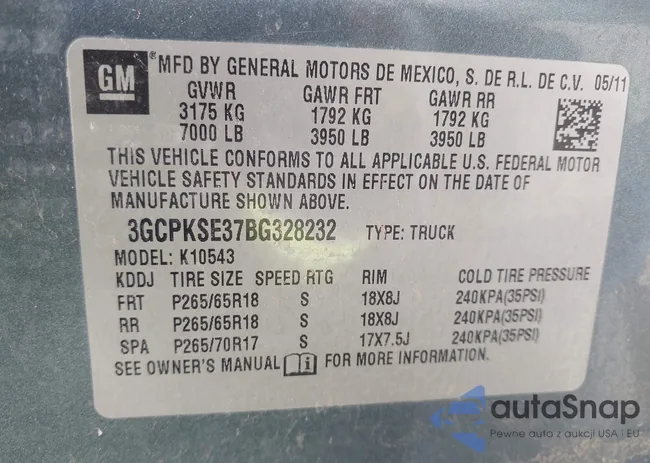 GM
®MFD BY GENERAL MOTORS DE MEXICO, S. DE R.L. DE C.V. 05/11
GVWR GAWR FRT GAWR RR
3175 KG 1792 KG 1792 KG
7000 LB 3950 LB 3950 LB
THIS VEHICLE CONFORMS TO ALL APPLICABLE U.S. FEDERAL MOTOR
VEHICLE SAFETY STANDARDS IN EFFECT ON THE DATE OF
MANUFACTURE SHOWN ABOVE.
3GCPKSE37BG328232 TYPE: TRUCK
MODEL: K10543
KDDJ TIRE SIZE SPEED RTG RIM COLD TIRE PRESSURE
FRT P265/65R18 S 18X8J 240KPA(35PSI)
RR P265/65R18 S 18X8J 240KPA(35PSI)
SPA P265/70R17 S 17X7.5J 240KPA(35PSI)
SEE OWNER'S MANUAL i FOR MORE INFORMATION.
autaSnap
Pewne auta z aukcji USA i EU